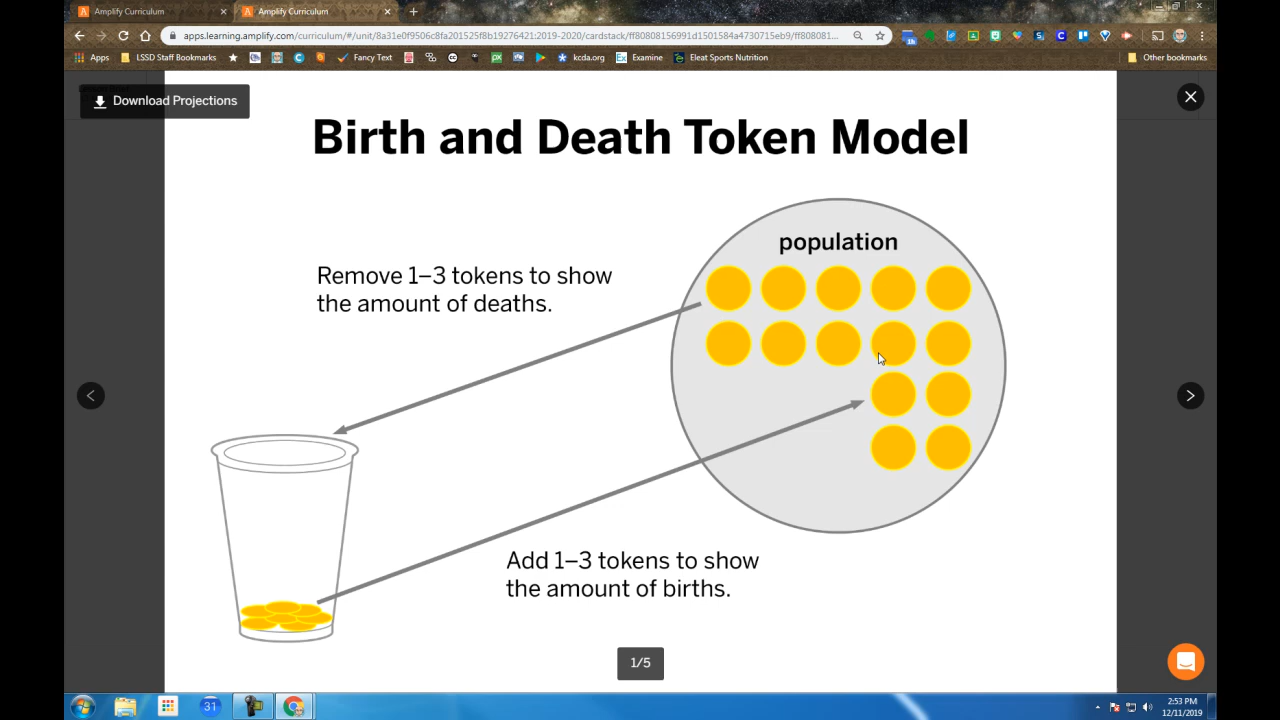 Amplify Curriculum
Amplify Curriculum
apps.learning.amplify.com/curriculum/#/unit/8a31e0f9506c8fa201525f8b19276421:2019-2020/cardstack/ff80808156991d1501584a4730715eb9/ff808081...
Apps LSSD Staff Bookmarks Fancy Text kcda.org Ex Examine Eleat Sports Nutrition Other bookmarks
Download Projections
Birth and Death Token Model
population
Remove 1–3 tokens to show
the amount of deaths.
Add 1–3 tokens to show
the amount of births.
1/5
31
2:53 PM
12/11/2019